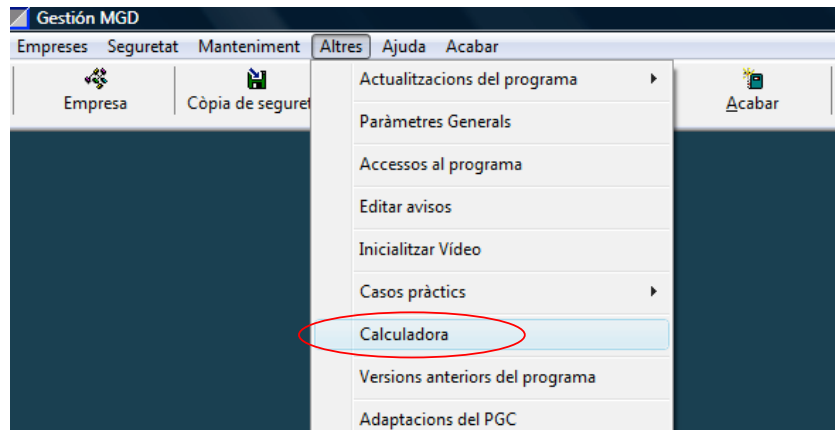 Gestión MGD
Empreses Seguretat Manteniment Altres Ajuda Acabar
Empresa
Còpia de seguret
Acabar
Actualitzacions del programa
Paràmetres Generals
Accessos al programa
Editar avisos
Inicialitzar Vídeo
Casos pràctics
Calculadora
Versions anteriors del programa
Adaptacions del PGC